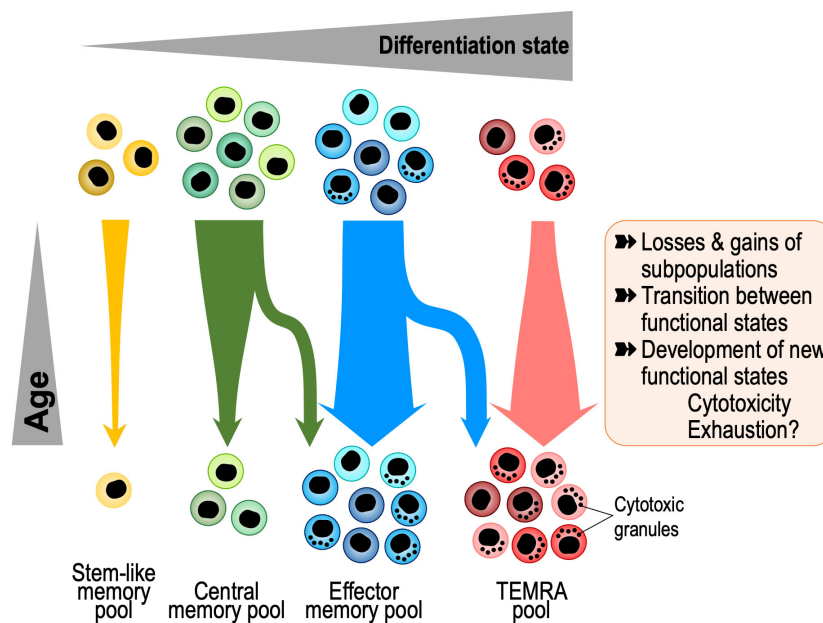 Differentiation state
Age
➽ Losses & gains of
subpopulations
➽ Transition between
functional states
➽ Development of new
functional states
Cytotoxicity
Exhaustion?
Cytotoxic
granules
Stem-like
memory
pool
Central
memory pool
Effector
memory pool
TEMRA
pool